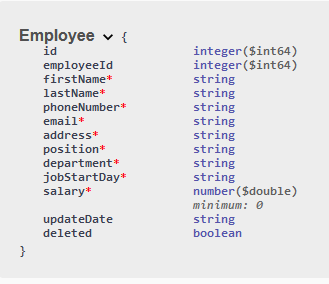 Employee {
id integer($int64)
employeeId integer($int64)
firstName* string
lastName* string
phoneNumber* string
email* string
address* string
position* string
department* string
jobStartDay* string
salary* number($double)
minimum: 0
updateDate string
deleted boolean
}